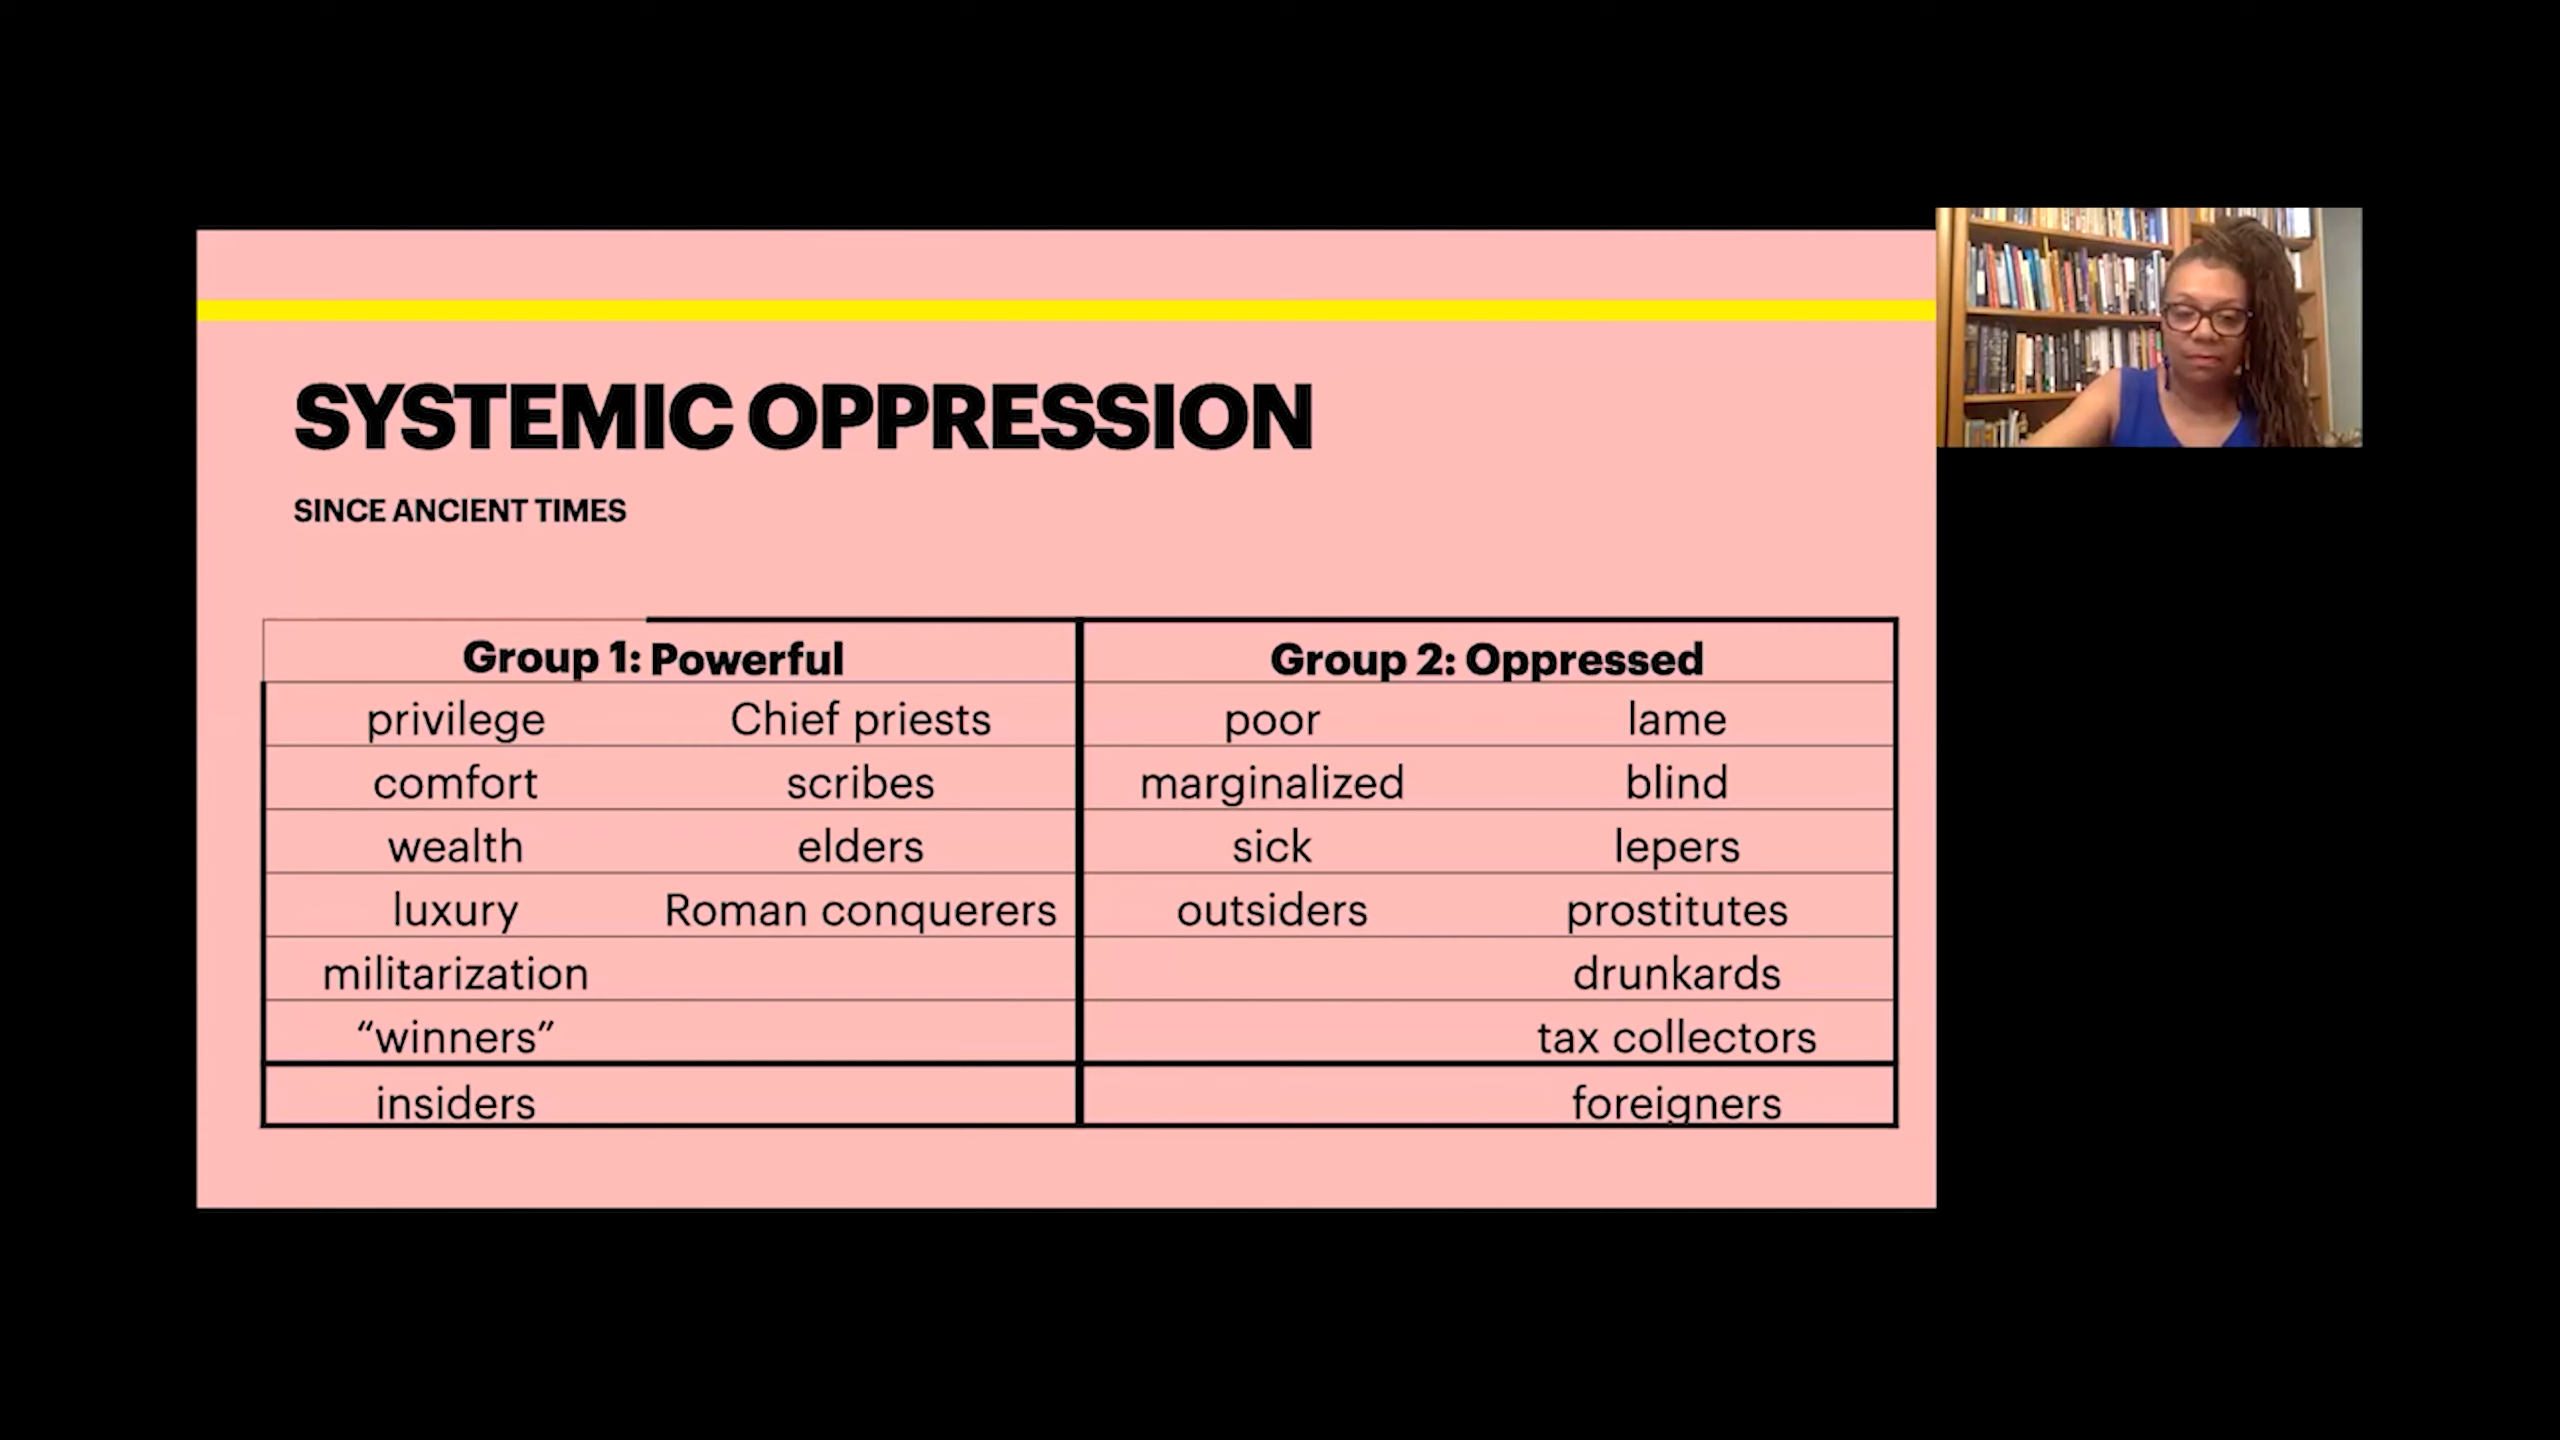 SYSTEMIC OPPRESSION
SINCE ANCIENT TIMES
Group 1: Powerful Group 2: Oppressed
privilege Chief priests poor lame
comfort scribes marginalized blind
wealth elders sick lepers
luxury Roman conquerers outsiders prostitutes
militarization drunkards
“winners” tax collectors
insiders foreigners